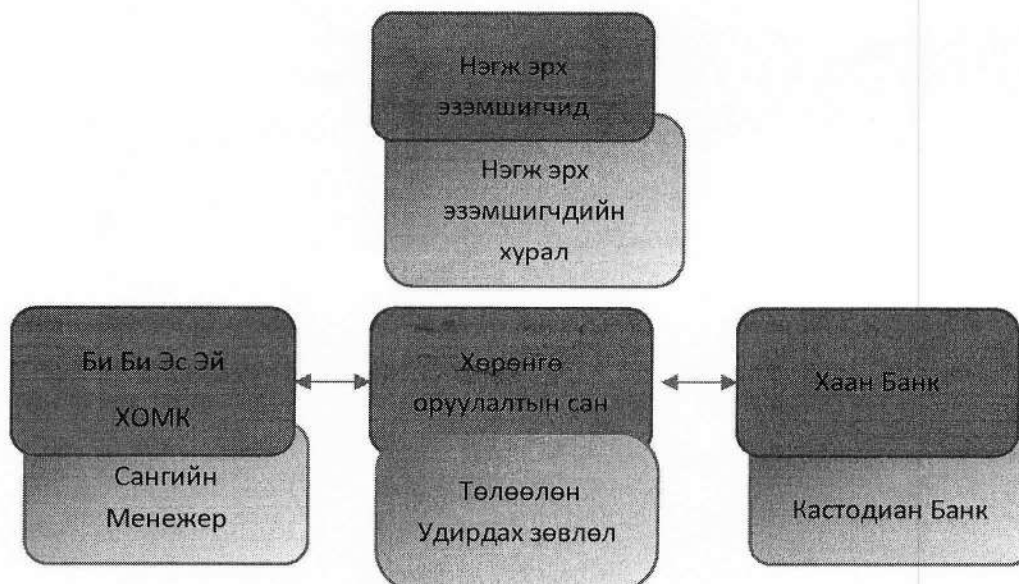 Нэгж эрх
эзэмшигчид
Нэгж эрх
эзэмшигчдийн
хурал
Би Би Эс Эй
ХОМК
Сангийн
Менежер
Хөрөнгө
оруулалтын сан
Төлөөлөн
Удирдах зөвлөл
Хаан Банк
Кастодиан Банк